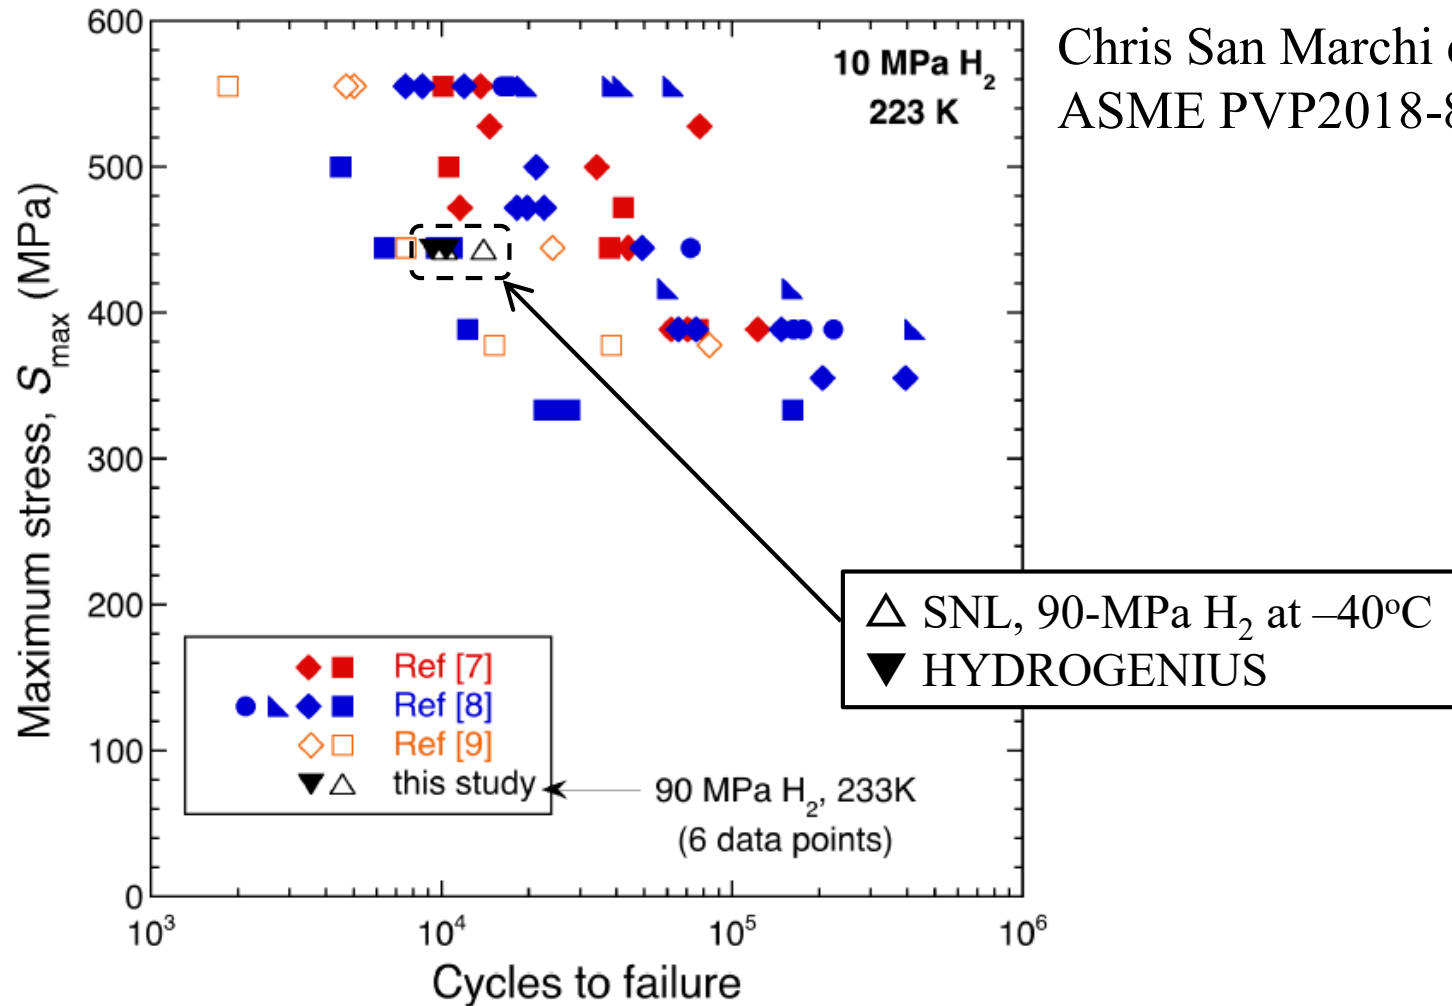 600
500
400
300
200
100
0
Maximum stress, Smax (MPa)
10 MPa H2
223 K
Chris San Marchi
ASME PVP2018-8
△ SNL, 90-MPa H2 at –40oC
▼ HYDROGENIUS
Ref [7]
Ref [8]
Ref [9]
this study
90 MPa H2, 233K
(6 data points)
10³ 10⁴ 10⁵ 10⁶
Cycles to failure